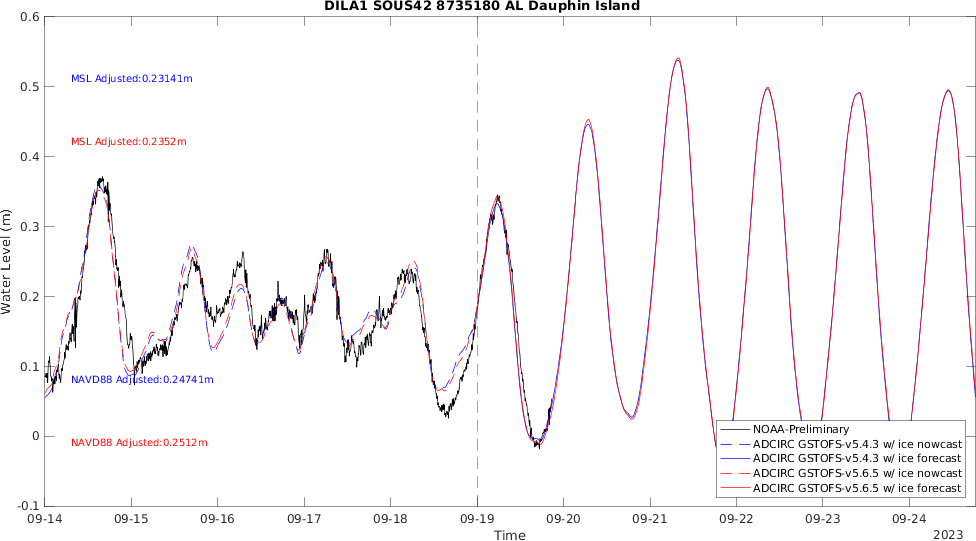 DILA1 SOUS42 8735180 AL Dauphin Island
0.6
0.5
0.4
0.3
0.2
0.1
0
-0.1
Water Level (m)
MSL Adjusted:0.23141m
MSL Adjusted:0.2352m
NAVD88 Adjusted:0.24741m
NAVD88 Adjusted:0.2512m
NOAA-Preliminary
ADCIRC GSTOFS-v5.4.3 w/ ice nowcast
ADCIRC GSTOFS-v5.4.3 w/ ice forecast
ADCIRC GSTOFS-v5.6.5 w/ ice nowcast
ADCIRC GSTOFS-v5.6.5 w/ ice forecast
09-14 09-15 09-16 09-17 09-18 09-19 09-20 09-21 09-22 09-23 09-24
Time
2023